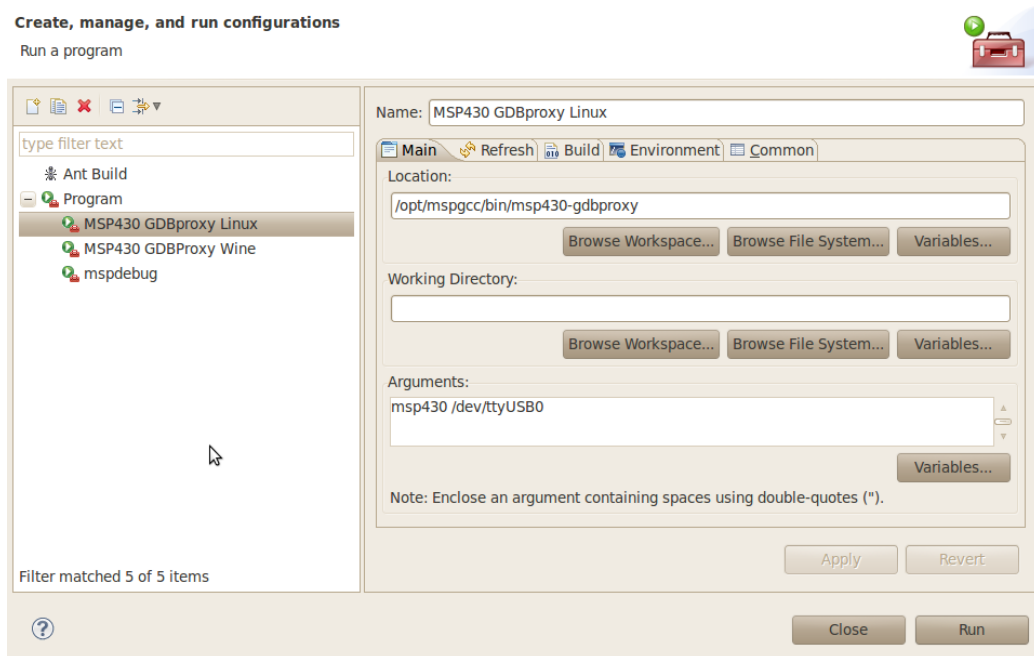 Create, manage, and run configurations
Run a program
Name: MSP430 GDBproxy Linux
type filter text
Ant Build
Program
MSP430 GDBproxy Linux
MSP430 GDBProxy Wine
mspdebug
Filter matched 5 of 5 items
Main Refresh Build Environment Common
Location:
/opt/mspgcc/bin/msp430-gdbproxy
Browse Workspace... Browse File System... Variables...
Working Directory:
Browse Workspace... Browse File System... Variables...
Arguments:
msp430 /dev/ttyUSB0
Variables...
Note: Enclose an argument containing spaces using double-quotes (").
Apply Revert
Close Run